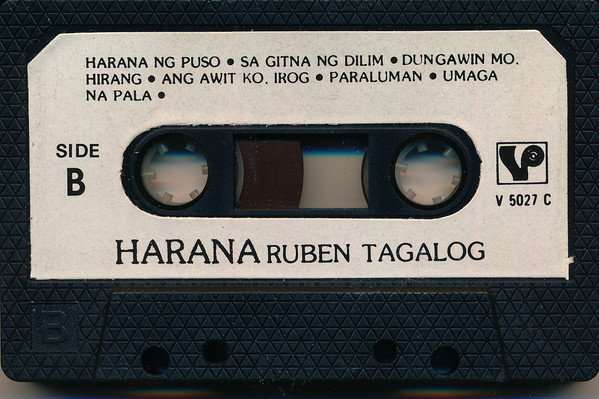 HARANA NG PUSO • SA GITNA NG DILIM • DUNGAWIN MO,
HIRANG • ANG AWIT KO, IROG • PARALUMAN • UMAGA
NA PALA •
SIDE
B
V 5027 C
HARANA RUBEN TAGALOG
B